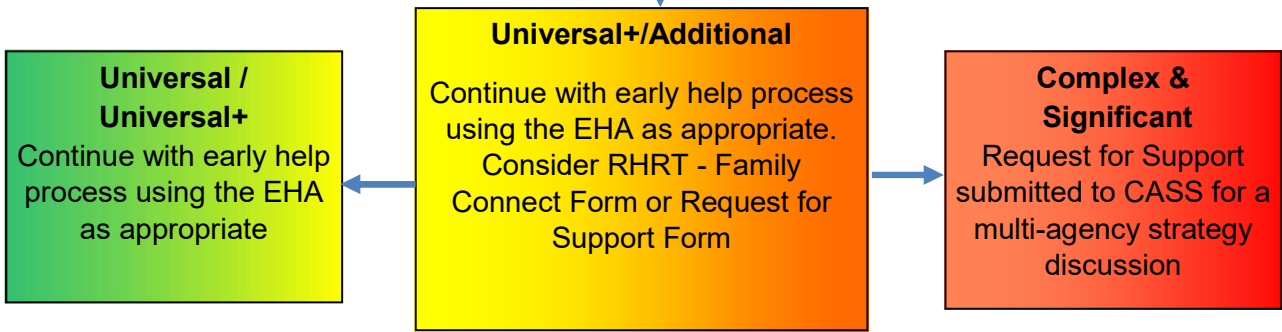 Universal /
Universal+
Continue with early help
process using the EHA
as appropriate
Universal+/Additional
Continue with early help process
using the EHA as appropriate.
Consider RHRT - Family
Connect Form or Request for
Support Form
Complex &
Significant
Request for Support
submitted to CASS for a
multi-agency strategy
discussion